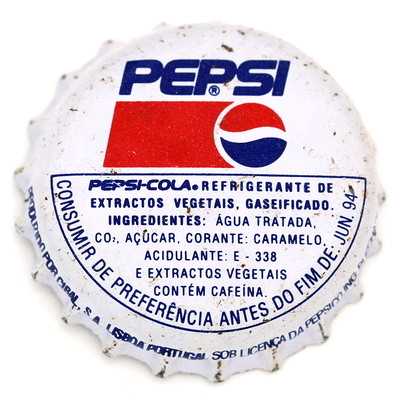 PEPSI®
PEPSI-COLA® REFRIGERANTE DE
EXTRACTOS VEGETAIS, GASEIFICADO.
INGREDIENTES: ÁGUA TRATADA,
CO₂, AÇÚCAR, CORANTE: CARAMELO,
ACIDULANTE: E - 338
E EXTRACTOS VEGETAIS
CONTÉM CAFEÍNA
CONSUMIR DE PREFERÊNCIA ANTES DO FIM DE: JUN. 94
POR S.A. LISBOA PORTUGAL SOB LICENÇA DA PEPSICO INC